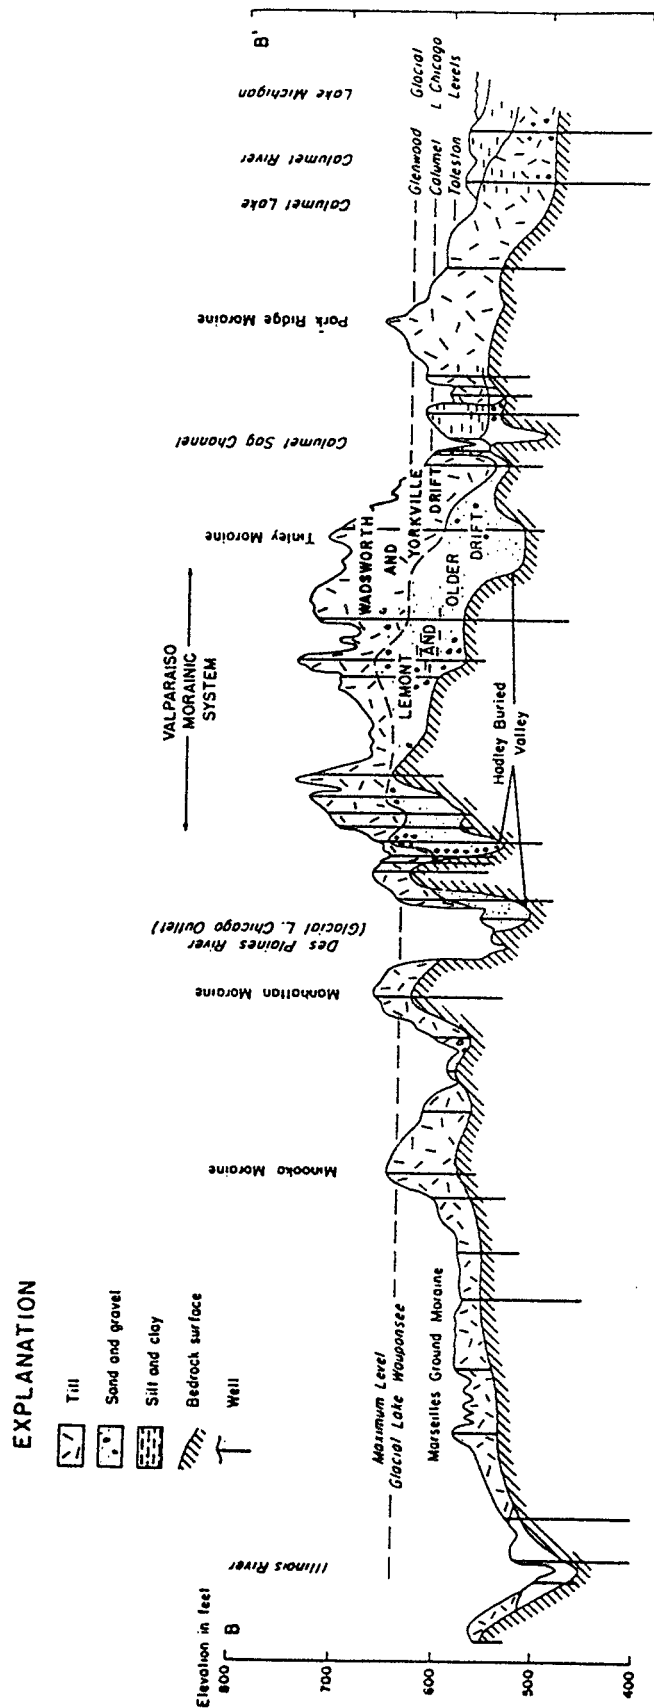 EXPLANATION
Till
Sand and gravel
Silt and clay
Bedrock surface
Well
Elevation in feet
800
700
600
500
400
B
B'
Illinois River
Maximum Level
Glacial Lake Wauponsee
Marseilles Ground Moraine
Minooka Moraine
Manhattan Moraine
Des Plaines River
(Glacial L. Chicago Outlet)
VALPARAISO
MORAINIC
SYSTEM
Hadley Buried
Valley
WADSWORTH
AND
YORKVILLE
DRIFT
LEMONT
AND
OLDER
DRIFT
Tinley Moraine
Calumet Sag Channel
Park Ridge Moraine
Calumet Lake
Calumet River
Lake Michigan
Glenwood
Calumet
Toleston
Glacial
L Chicago
Levels